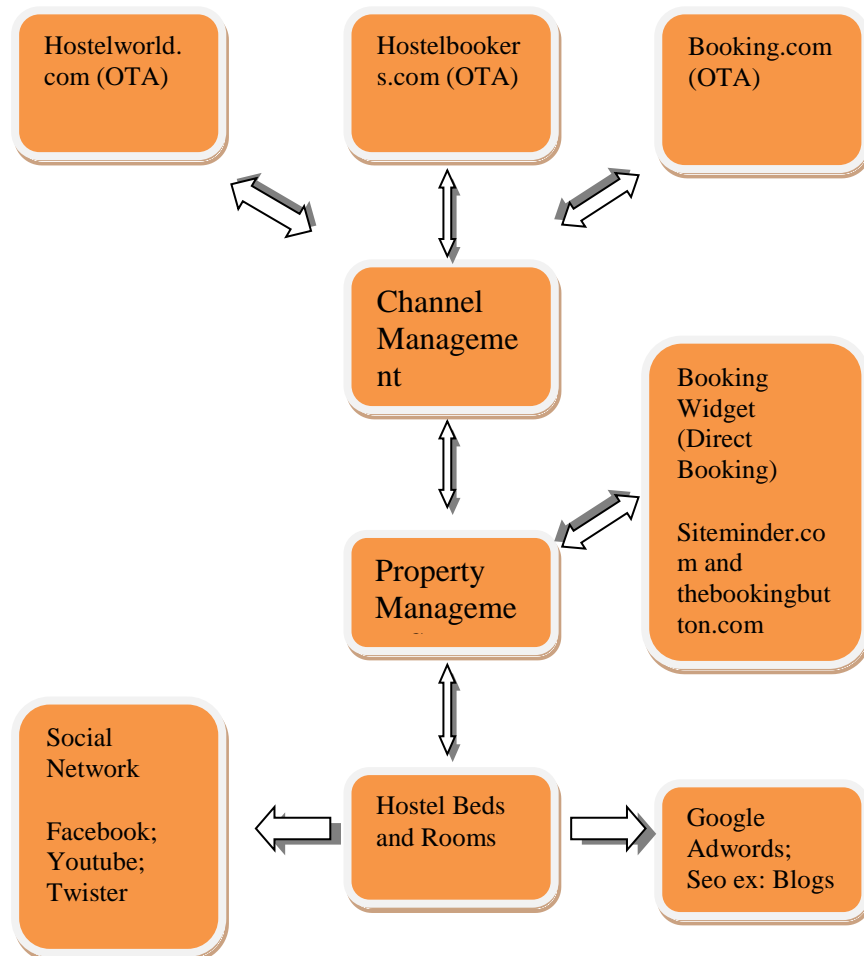 Hostelworld.
com (OTA)
Hostelbooker
s.com (OTA)
Booking.com
(OTA)
Channel
Manageme
nt
Booking
Widget
(Direct
Booking)
Siteminder.co
m and
thebookingbut
ton.com
Property
Manageme
Social
Network
Facebook;
Youtube;
Twister
Hostel Beds
and Rooms
Google
Adwords;
Seo ex: Blogs